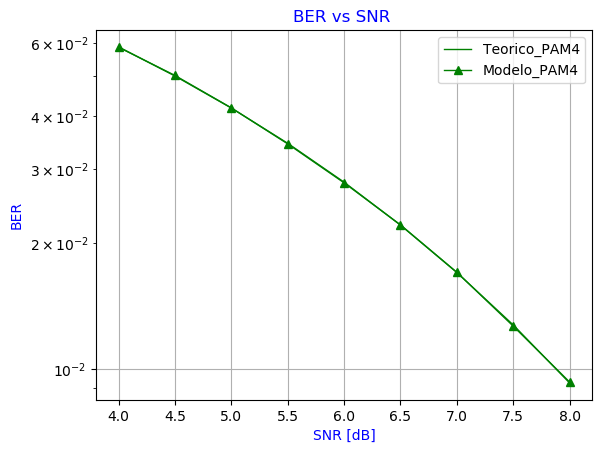 BER vs SNR
Teorico_PAM4
Modelo_PAM4
6 × 10⁻²
4 × 10⁻²
3 × 10⁻²
2 × 10⁻²
10⁻²
BER
4.0 4.5 5.0 5.5 6.0 6.5 7.0 7.5 8.0
SNR [dB]